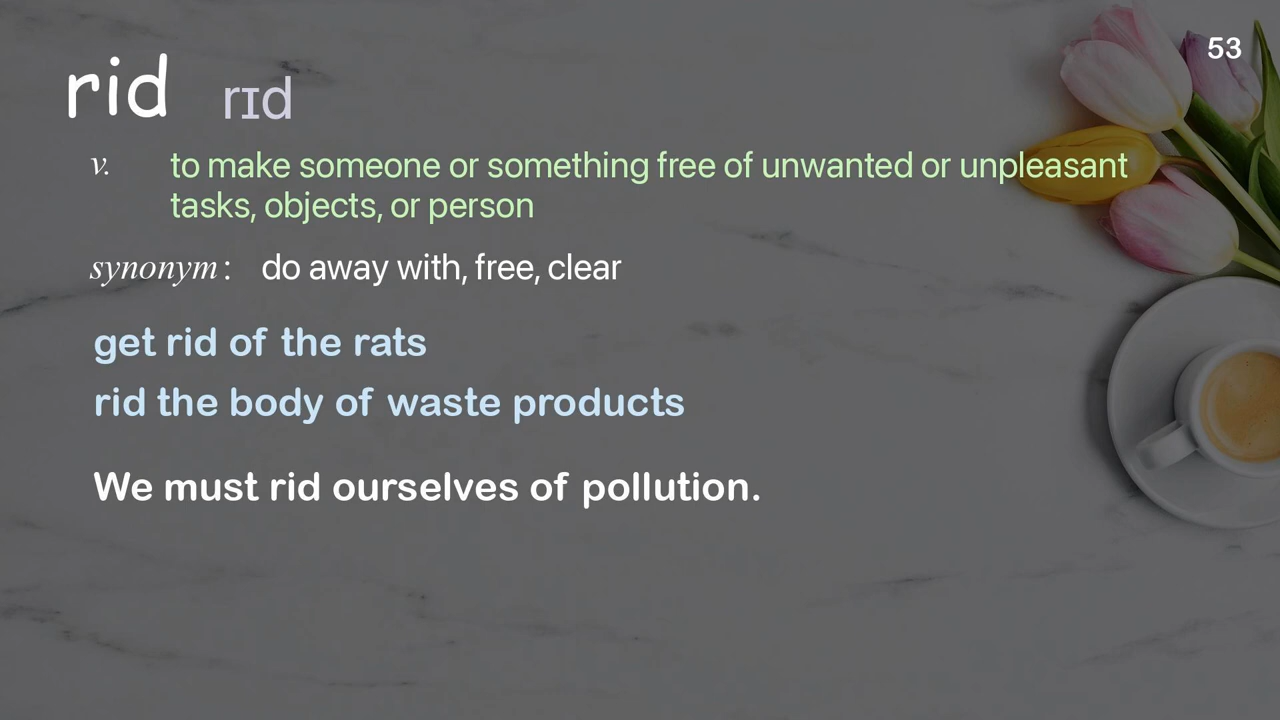 53
rid rɪd
v. to make someone or something free of unwanted or unpleasant
tasks, objects, or person
synonym: do away with, free, clear
get rid of the rats
rid the body of waste products
We must rid ourselves of pollution.